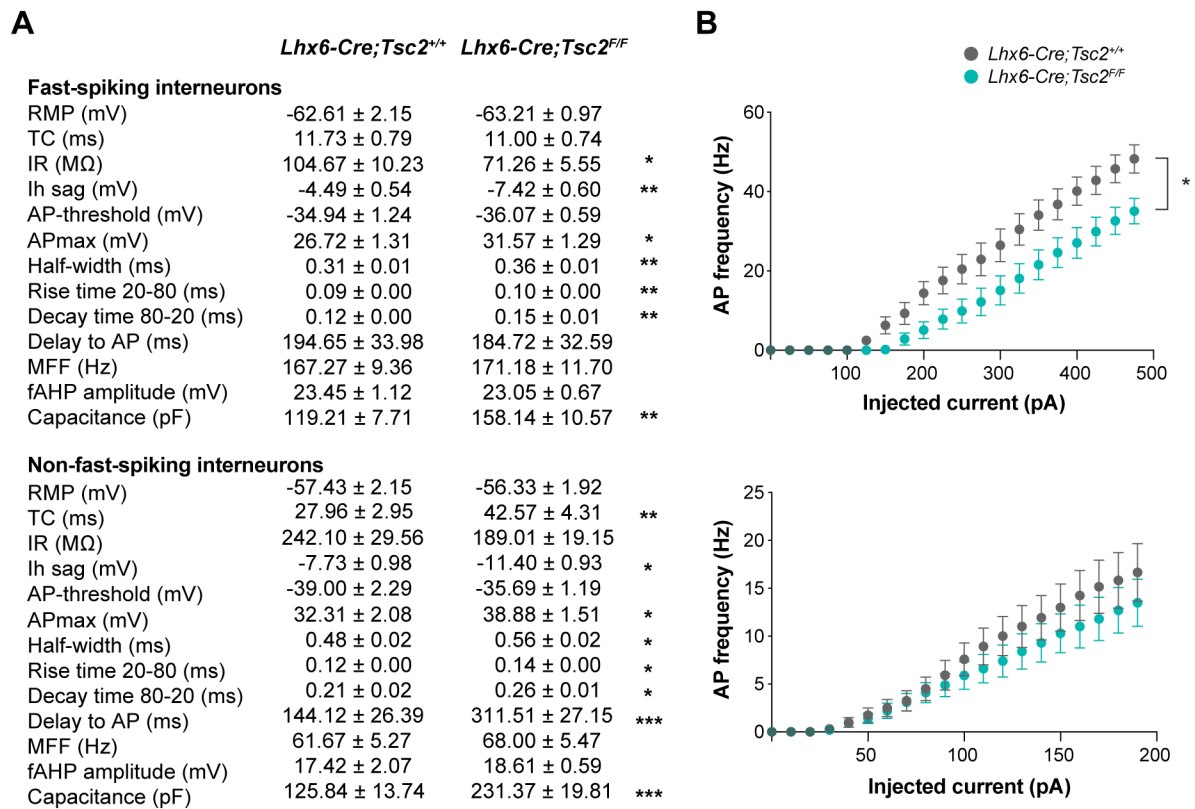 A
Lhx6-Cre;Tsc2+/+ Lhx6-Cre;Tsc2F/F
Fast-spiking interneurons
RMP (mV) -62.61 ± 2.15 -63.21 ± 0.97
TC (ms) 11.73 ± 0.79 11.00 ± 0.74
IR (MΩ) 104.67 ± 10.23 71.26 ± 5.55 *
Ih sag (mV) -4.49 ± 0.54 -7.42 ± 0.60 **
AP-threshold (mV) -34.94 ± 1.24 -36.07 ± 0.59
APmax (mV) 26.72 ± 1.31 31.57 ± 1.29 *
Half-width (ms) 0.31 ± 0.01 0.36 ± 0.01 **
Rise time 20-80 (ms) 0.09 ± 0.00 0.10 ± 0.00 **
Decay time 80-20 (ms) 0.12 ± 0.00 0.15 ± 0.01 **
Delay to AP (ms) 194.65 ± 33.98 184.72 ± 32.59
MFF (Hz) 167.27 ± 9.36 171.18 ± 11.70
fAHP amplitude (mV) 23.45 ± 1.12 23.05 ± 0.67
Capacitance (pF) 119.21 ± 7.71 158.14 ± 10.57 **
Non-fast-spiking interneurons
RMP (mV) -57.43 ± 2.15 -56.33 ± 1.92
TC (ms) 27.96 ± 2.95 42.57 ± 4.31 **
IR (MΩ) 242.10 ± 29.56 189.01 ± 19.15
Ih sag (mV) -7.73 ± 0.98 -11.40 ± 0.93 *
AP-threshold (mV) -39.00 ± 2.29 -35.69 ± 1.19
APmax (mV) 32.31 ± 2.08 38.88 ± 1.51 *
Half-width (ms) 0.48 ± 0.02 0.56 ± 0.02 *
Rise time 20-80 (ms) 0.12 ± 0.00 0.14 ± 0.00 *
Decay time 80-20 (ms) 0.21 ± 0.02 0.26 ± 0.01 *
Delay to AP (ms) 144.12 ± 26.39 311.51 ± 27.15 ***
MFF (Hz) 61.67 ± 5.27 68.00 ± 5.47
fAHP amplitude (mV) 17.42 ± 2.07 18.61 ± 0.59
Capacitance (pF) 125.84 ± 13.74 231.37 ± 19.81 ***
B
Lhx6-Cre;Tsc2+/+
Lhx6-Cre;Tsc2F/F
AP frequency (Hz)
60
40
20
0
*
100 200 300 400 500
Injected current (pA)
AP frequency (Hz)
25
20
15
10
5
0
50 100 150 200
Injected current (pA)